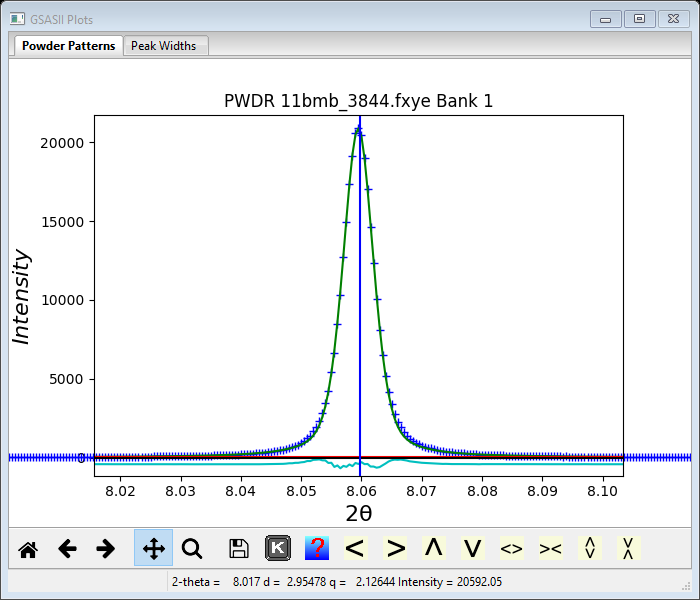 GSASII Plots
Powder Patterns Peak Widths
PWDR 11bmb_3844.fxye Bank 1
20000
15000
10000
5000
0
Intensity
8.02 8.03 8.04 8.05 8.06 8.07 8.08 8.09 8.10
2θ
K ? < > Λ V <> ><
2-theta = 8.017 d = 2.95478 q = 2.12644 Intensity = 20592.05